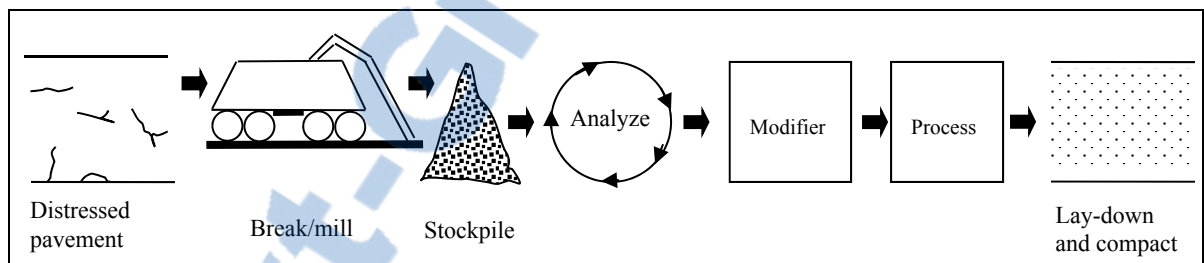 Distressed
pavement
Break/mill
Stockpile
Analyze
Modifier
Process
Lay-down
and compact